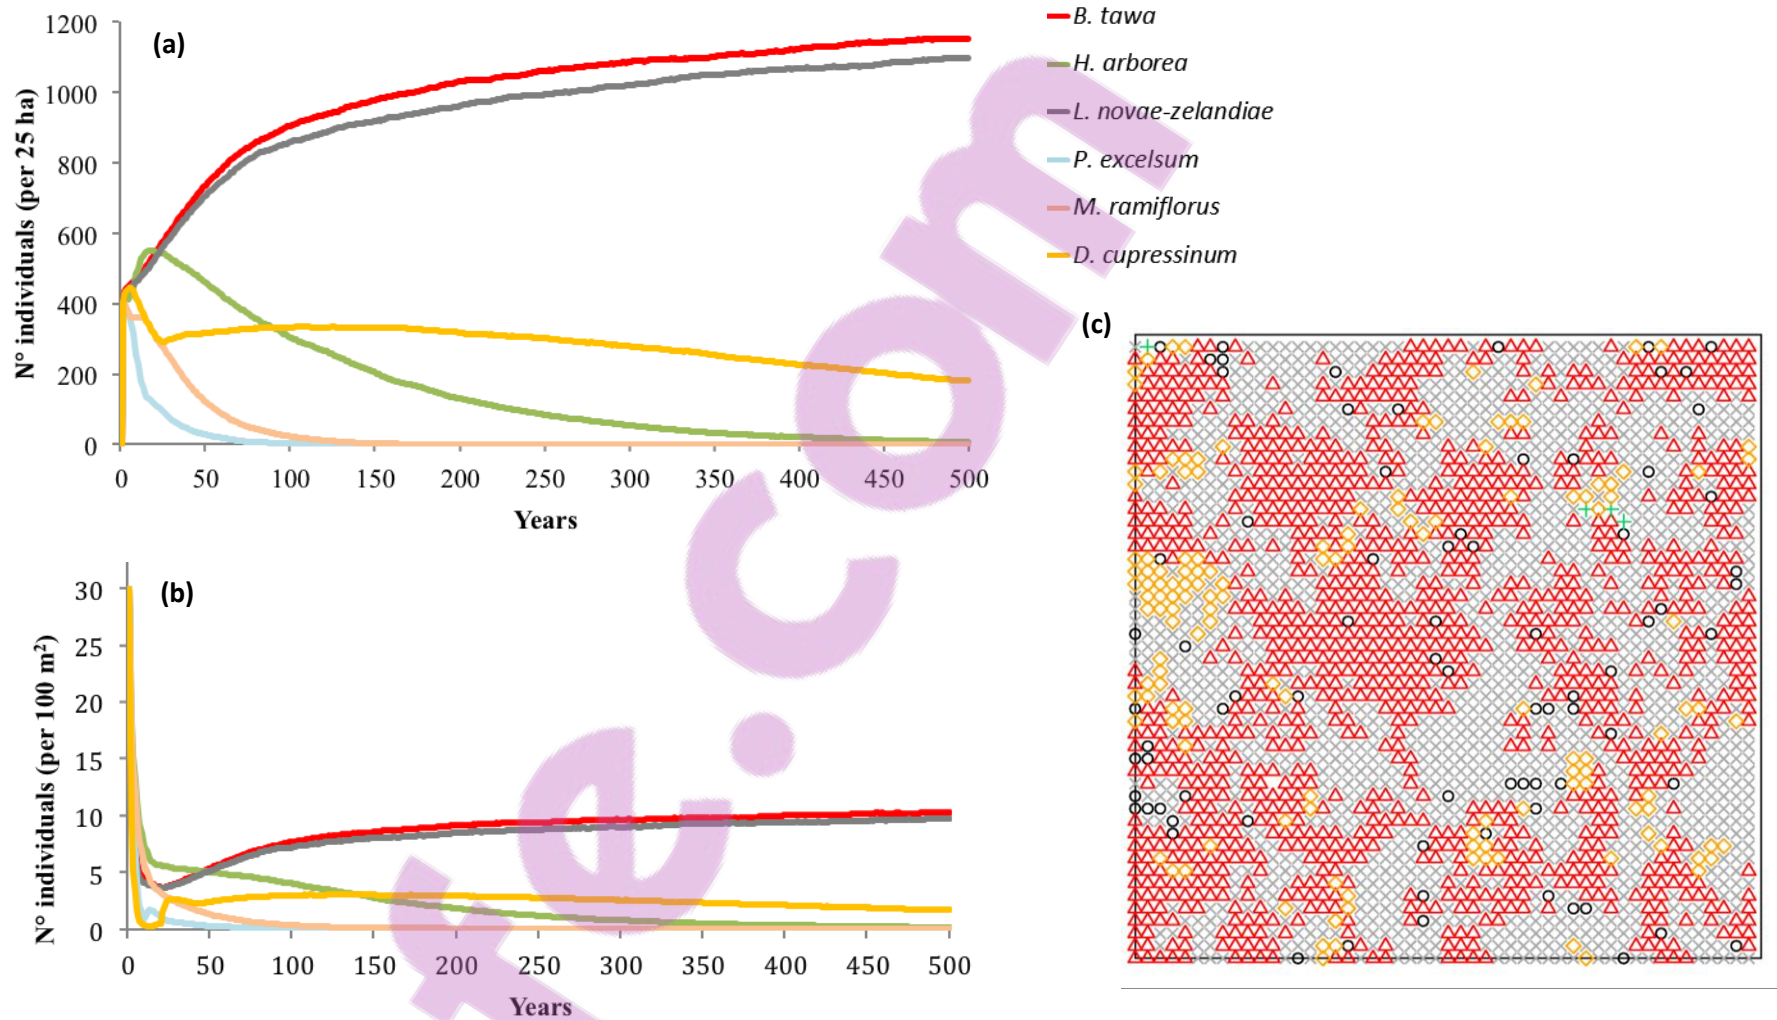 (a)
N° individuals (per 25 ha)
1200
1000
800
600
400
200
0
0 50 100 150 200 250 300 350 400 450 500
Years
B. tawa
H. arborea
L. novae-zelandiae
P. excelsum
M. ramiflorus
D. cupressinum
(b)
N° individuals (per 100 m²)
30
25
20
15
10
5
0
0 50 100 150 200 250 300 350 400 450 500
Years
(c)
fe.com